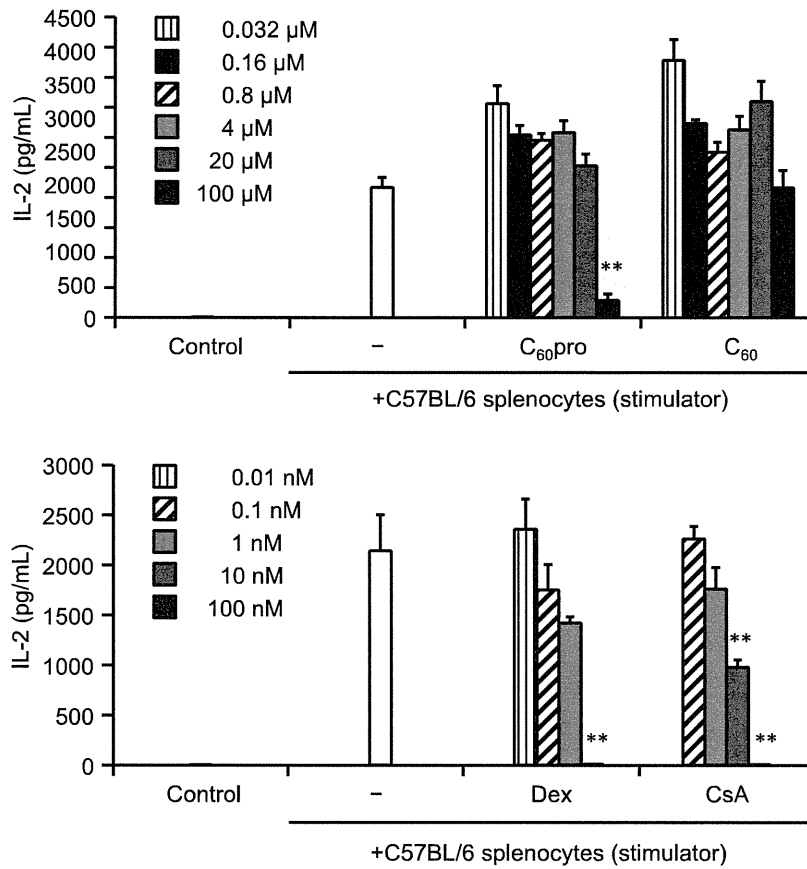 4500
4000
3500
3000
2500
2000
1500
1000
500
0
IL-2 (pg/mL)
0.032 µM
0.16 µM
0.8 µM
4 µM
20 µM
100 µM
**
Control
–
C₆₀pro
C₆₀
+C57BL/6 splenocytes (stimulator)
3000
2500
2000
1500
1000
500
0
IL-2 (pg/mL)
0.01 nM
0.1 nM
1 nM
10 nM
100 nM
**
**
**
Control
–
Dex
CsA
+C57BL/6 splenocytes (stimulator)